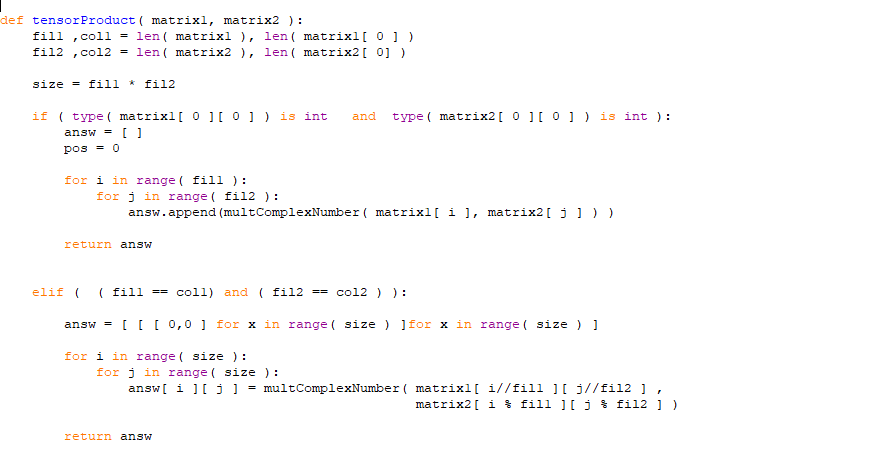 def tensorProduct( matrix1, matrix2 ):
    fil1 ,col1 = len( matrix1 ), len( matrix1[ 0 ] )
    fil2 ,col2 = len( matrix2 ), len( matrix2[ 0] )

    size = fil1 * fil2

    if ( type( matrix1[ 0 ][ 0 ] ) is int   and  type( matrix2[ 0 ][ 0 ] ) is int ):
        answ = [ ]
        pos = 0

        for i in range( fil1 ):
            for j in range( fil2 ):
                answ.append(multComplexNumber( matrix1[ i ], matrix2[ j ] ) )

        return answ


    elif (  ( fil1 == col1) and ( fil2 == col2 ) ):

        answ = [ [ [ 0,0 ] for x in range( size ) ]for x in range( size ) ]

        for i in range( size ):
            for j in range( size ):
                answ[ i ][ j ] = multComplexNumber( matrix1[ i//fil1 ][ j//fil2 ] ,
                                                    matrix2[ i % fil1 ][ j % fil2 ] )

        return answ